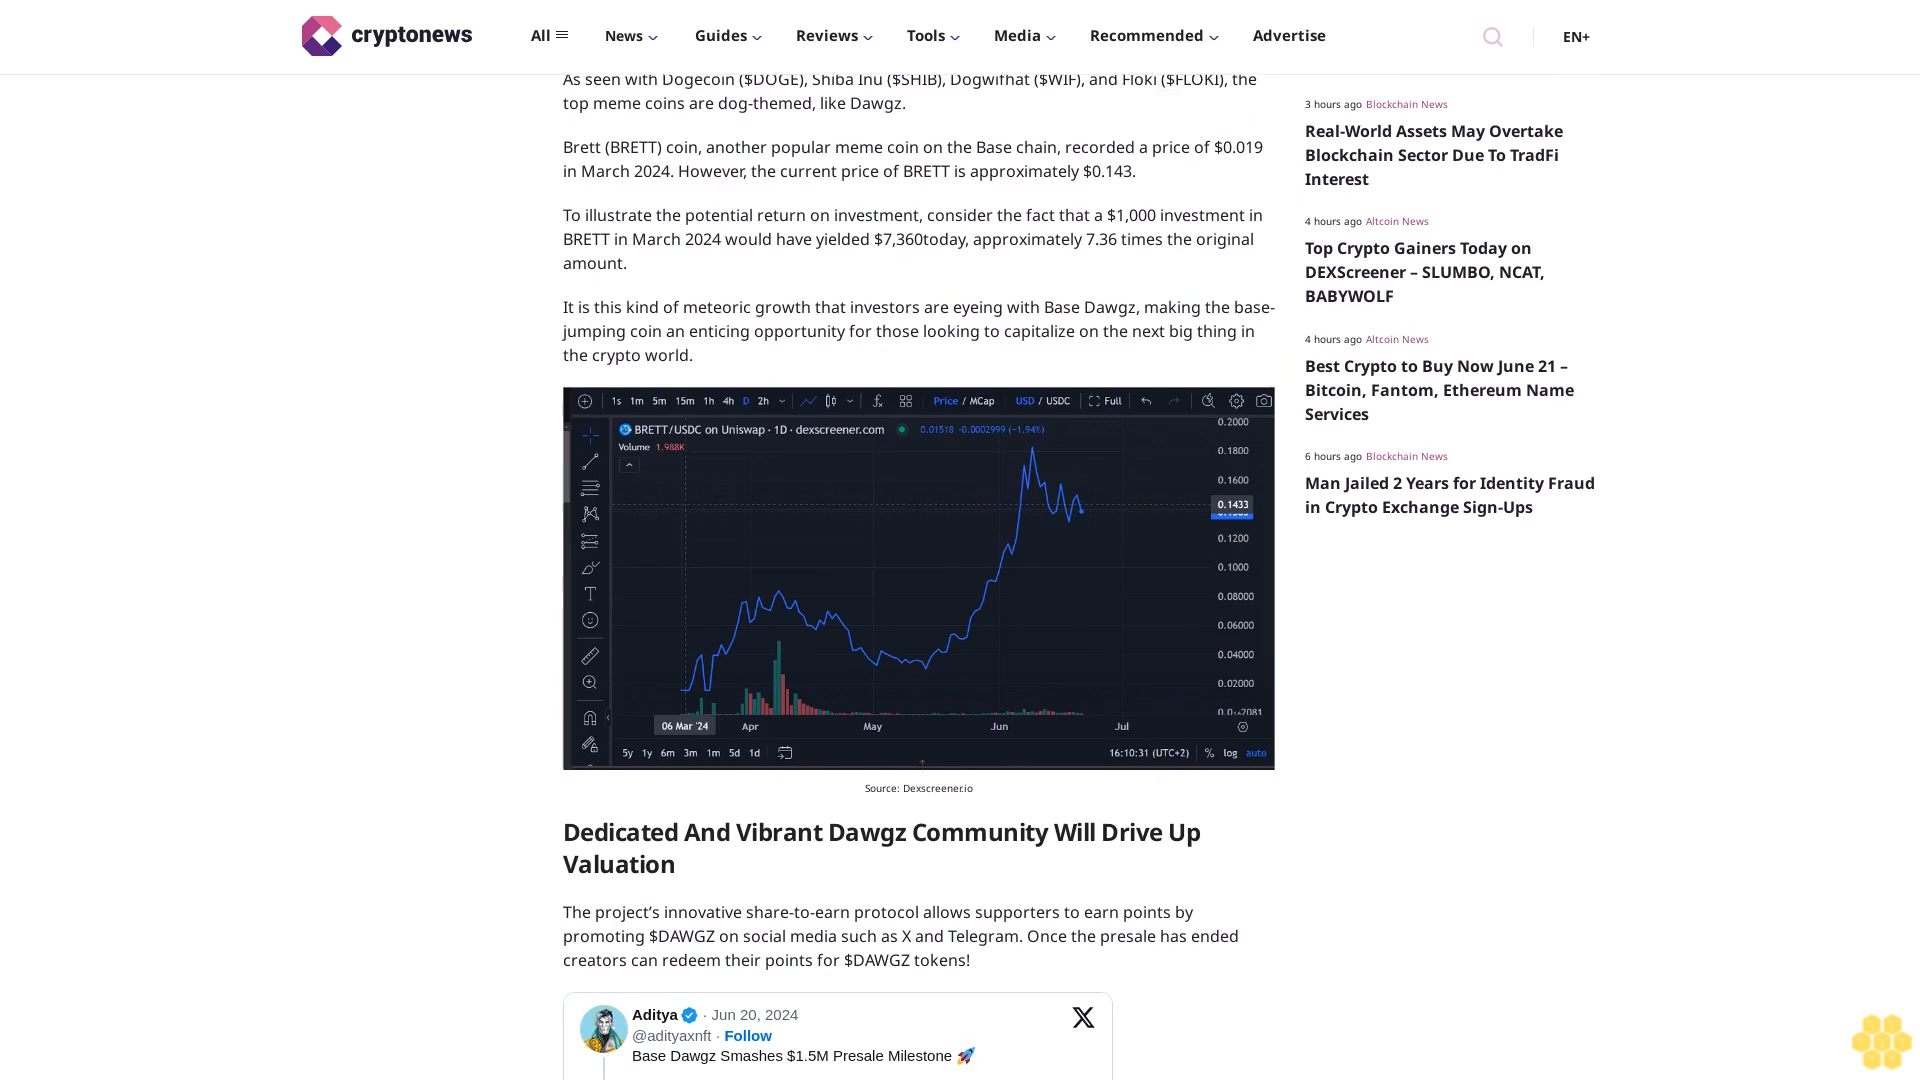 cryptonews
All
News
Guides
Reviews
Tools
Media
Recommended
Advertise
EN+
As seen with Dogecoin ($DOGE), Shiba Inu ($SHIB), Dogwifhat ($WIF), and Floki ($FLOKI), the
top meme coins are dog-themed, like Dawgz.
Brett (BRETT) coin, another popular meme coin on the Base chain, recorded a price of $0.019
in March 2024. However, the current price of BRETT is approximately $0.143.
To illustrate the potential return on investment, consider the fact that a $1,000 investment in
BRETT in March 2024 would have yielded $7,360today, approximately 7.36 times the original
amount.
It is this kind of meteoric growth that investors are eyeing with Base Dawgz, making the base-
jumping coin an enticing opportunity for those looking to capitalize on the next big thing in
the crypto world.
1s 1m 5m 15m 1h 4h D 2h Price / MCap USD / USDC Full
BRETT/USDC on Uniswap · 1D · dexscreener.com 0.01518 -0.0002999 (-1.94%)
Volume 1.988K
0.2000
0.1800
0.1600
0.1433
0.1200
0.1000
0.08000
0.06000
0.04000
0.02000
06 Mar '24 Apr May Jun Jul
5y 1y 6m 3m 1m 5d 1d 16:10:31 (UTC+2) % log auto
Source: Dexscreener.io
Dedicated And Vibrant Dawgz Community Will Drive Up
Valuation
The project's innovative share-to-earn protocol allows supporters to earn points by
promoting $DAWGZ on social media such as X and Telegram. Once the presale has ended
creators can redeem their points for $DAWGZ tokens!
Aditya · Jun 20, 2024
@adityaxnft · Follow
Base Dawgz Smashes $1.5M Presale Milestone 🚀
3 hours ago Blockchain News
Real-World Assets May Overtake
Blockchain Sector Due To TradFi
Interest
4 hours ago Altcoin News
Top Crypto Gainers Today on
DEXScreener – SLUMBO, NCAT,
BABYWOLF
4 hours ago Altcoin News
Best Crypto to Buy Now June 21 –
Bitcoin, Fantom, Ethereum Name
Services
6 hours ago Blockchain News
Man Jailed 2 Years for Identity Fraud
in Crypto Exchange Sign-Ups